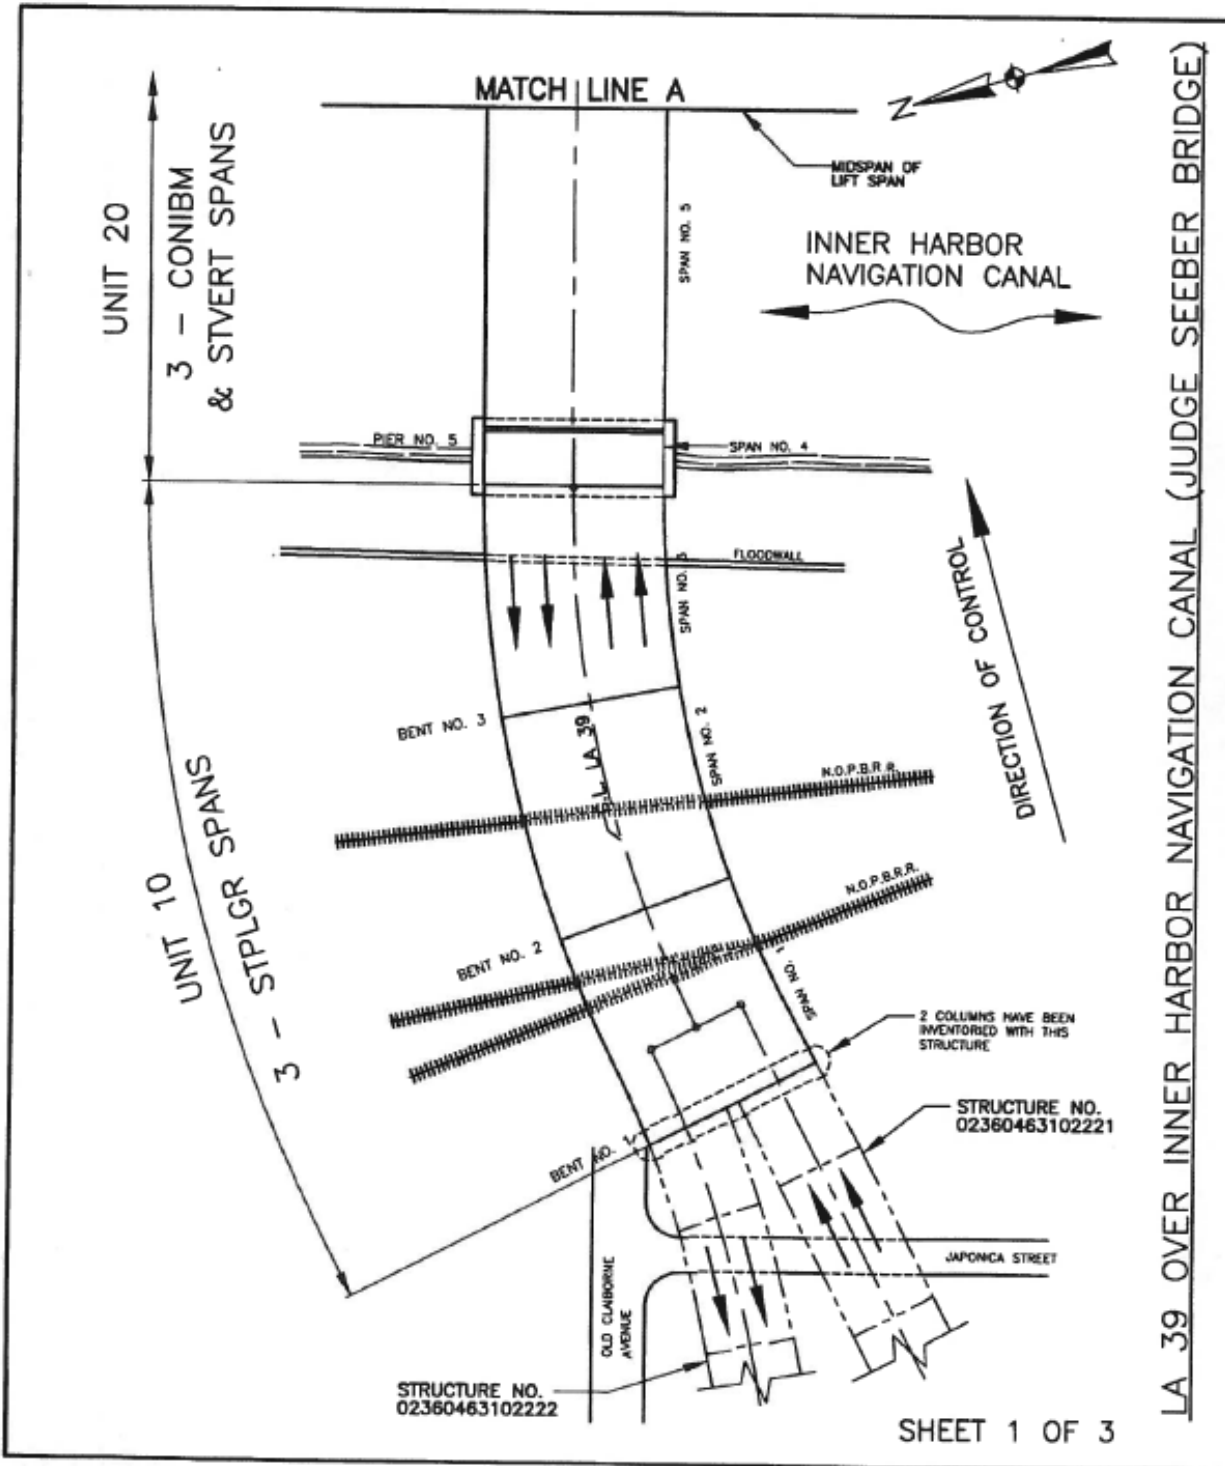 MATCH LINE A
N
MIDSPAN OF
LIFT SPAN
UNIT 20
3 - CONIBM
& STVERT SPANS
SPAN NO. 5
INNER HARBOR
NAVIGATION CANAL
PIER NO. 5
SPAN NO. 4
FLOODWALL
SPAN NO. 3
DIRECTION OF CONTROL
BENT NO. 3
LA 39
SPAN NO. 2
N.O.P.B.R.R.
UNIT 10
3 - STPLGR SPANS
N.O.P.B.R.R.
BENT NO. 2
SPAN NO. 1
2 COLUMNS HAVE BEEN
INVENTORIED WITH THIS
STRUCTURE
STRUCTURE NO.
02360463102221
BENT NO. 1
JAPONICA STREET
OLD CLAIBORNE
AVENUE
STRUCTURE NO.
02360463102222
SHEET 1 OF 3
LA 39 OVER INNER HARBOR NAVIGATION CANAL (JUDGE SEEBER BRIDGE)